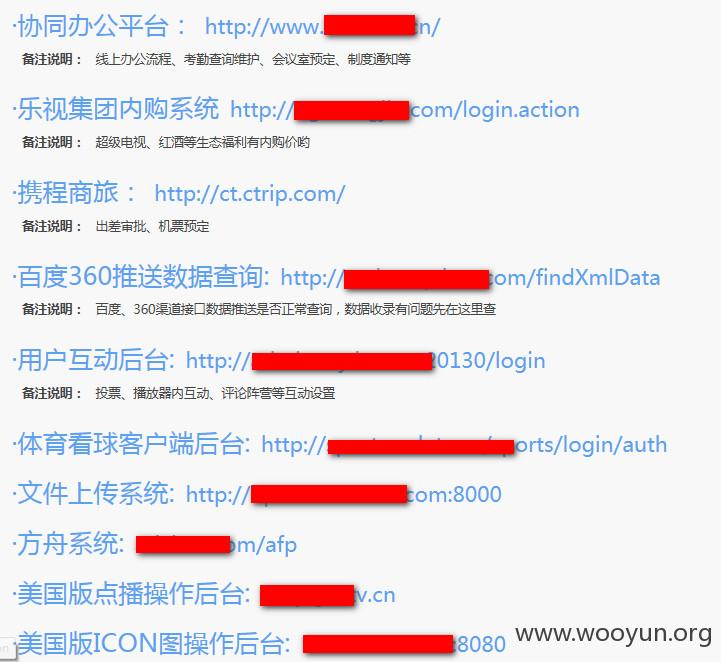 ·协同办公平台： http://www. cn/
备注说明： 线上办公流程、考勤查询维护、会议室预定、制度通知等
·乐视集团内购系统 http:// com/login.action
备注说明： 超级电视、红酒等生态福利有内购价哟
·携程商旅： http://ct.ctrip.com/
备注说明： 出差审批、机票预定
·百度360推送数据查询: http:// com/findXmlData
备注说明： 百度、360渠道接口数据推送是否正常查询，数据收录有问题先在这里查
·用户互动后台: http:// 20130/login
备注说明： 投票、播放器内互动、评论阵营等互动设置
·体育看球客户端后台: http:// ports/login/auth
·文件上传系统: http:// com:8000
·方舟系统: om/afp
·美国版点播操作后台: v.cn
·美国版ICON图操作后台: :8080
www.wooyun.org